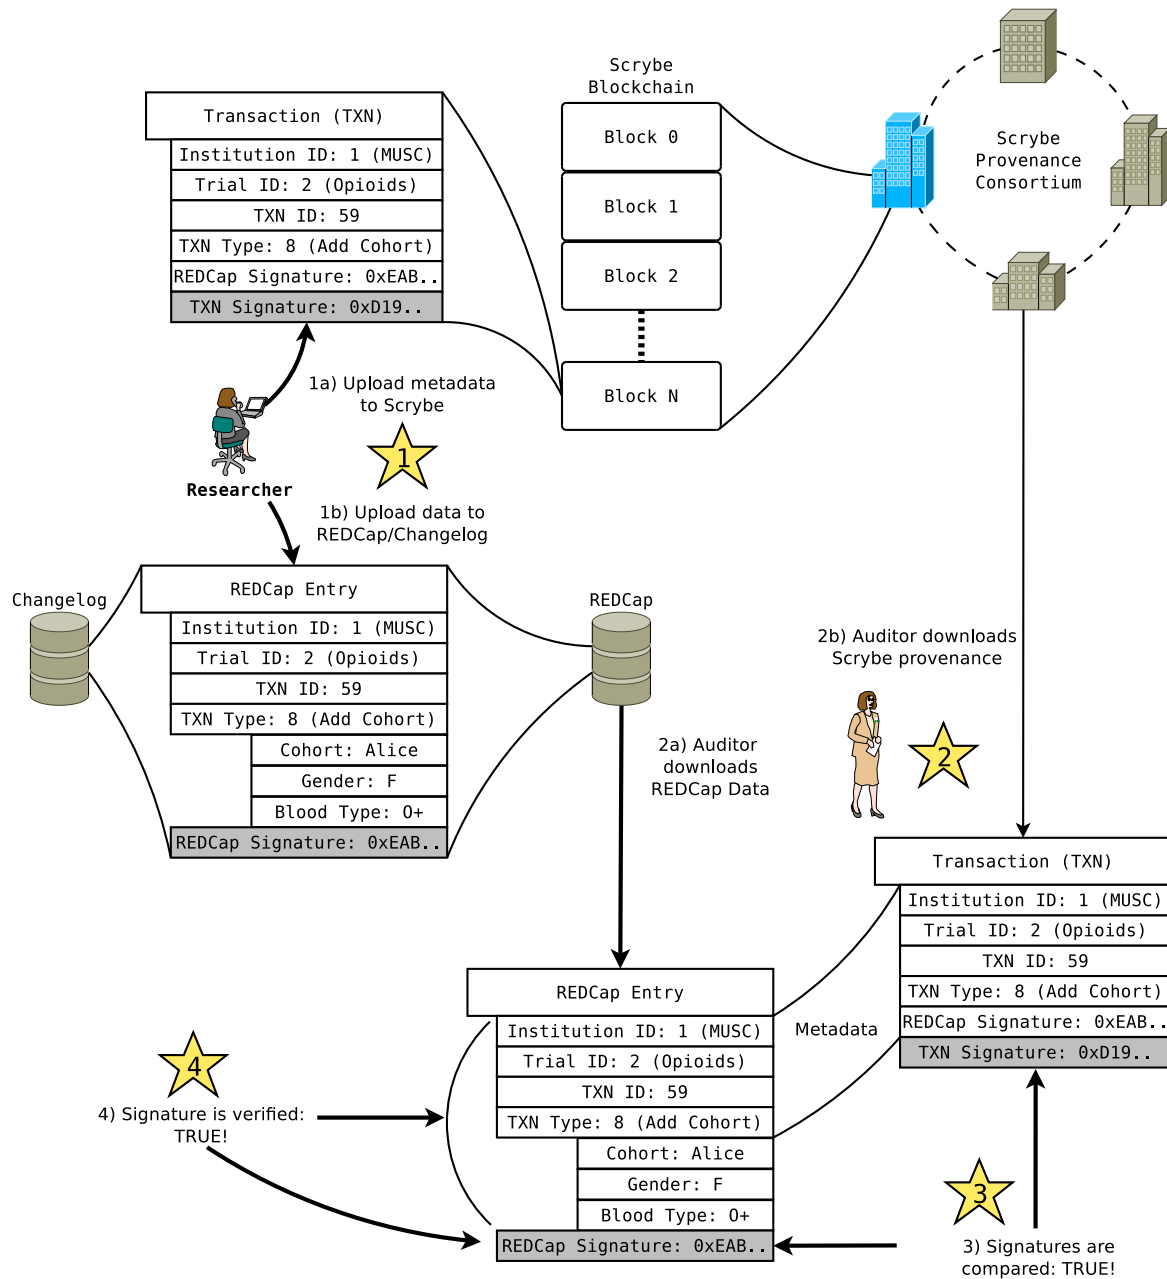 Scrybe
Blockchain
Block 0
Block 1
Block 2
Block N
Scrybe
Provenance
Consortium
Transaction (TXN)
Institution ID: 1 (MUSC)
Trial ID: 2 (Opioids)
TXN ID: 59
TXN Type: 8 (Add Cohort)
REDCap Signature: 0xEAB..
TXN Signature: 0xD19..
1a) Upload metadata
to Scrybe
1
Researcher
1b) Upload data to
REDCap/Changelog
Changelog
REDCap Entry
Institution ID: 1 (MUSC)
Trial ID: 2 (Opioids)
TXN ID: 59
TXN Type: 8 (Add Cohort)
Cohort: Alice
Gender: F
Blood Type: O+
REDCap Signature: 0xEAB..
REDCap
2a) Auditor
downloads
REDCap Data
2b) Auditor downloads
Scrybe provenance
2
Transaction (TXN)
Institution ID: 1 (MUSC)
Trial ID: 2 (Opioids)
TXN ID: 59
TXN Type: 8 (Add Cohort)
REDCap Signature: 0xEAB..
TXN Signature: 0xD19..
Metadata
REDCap Entry
Institution ID: 1 (MUSC)
Trial ID: 2 (Opioids)
TXN ID: 59
TXN Type: 8 (Add Cohort)
Cohort: Alice
Gender: F
Blood Type: O+
REDCap Signature: 0xEAB..
3
3) Signatures are
compared: TRUE!
4
4) Signature is verified:
TRUE!